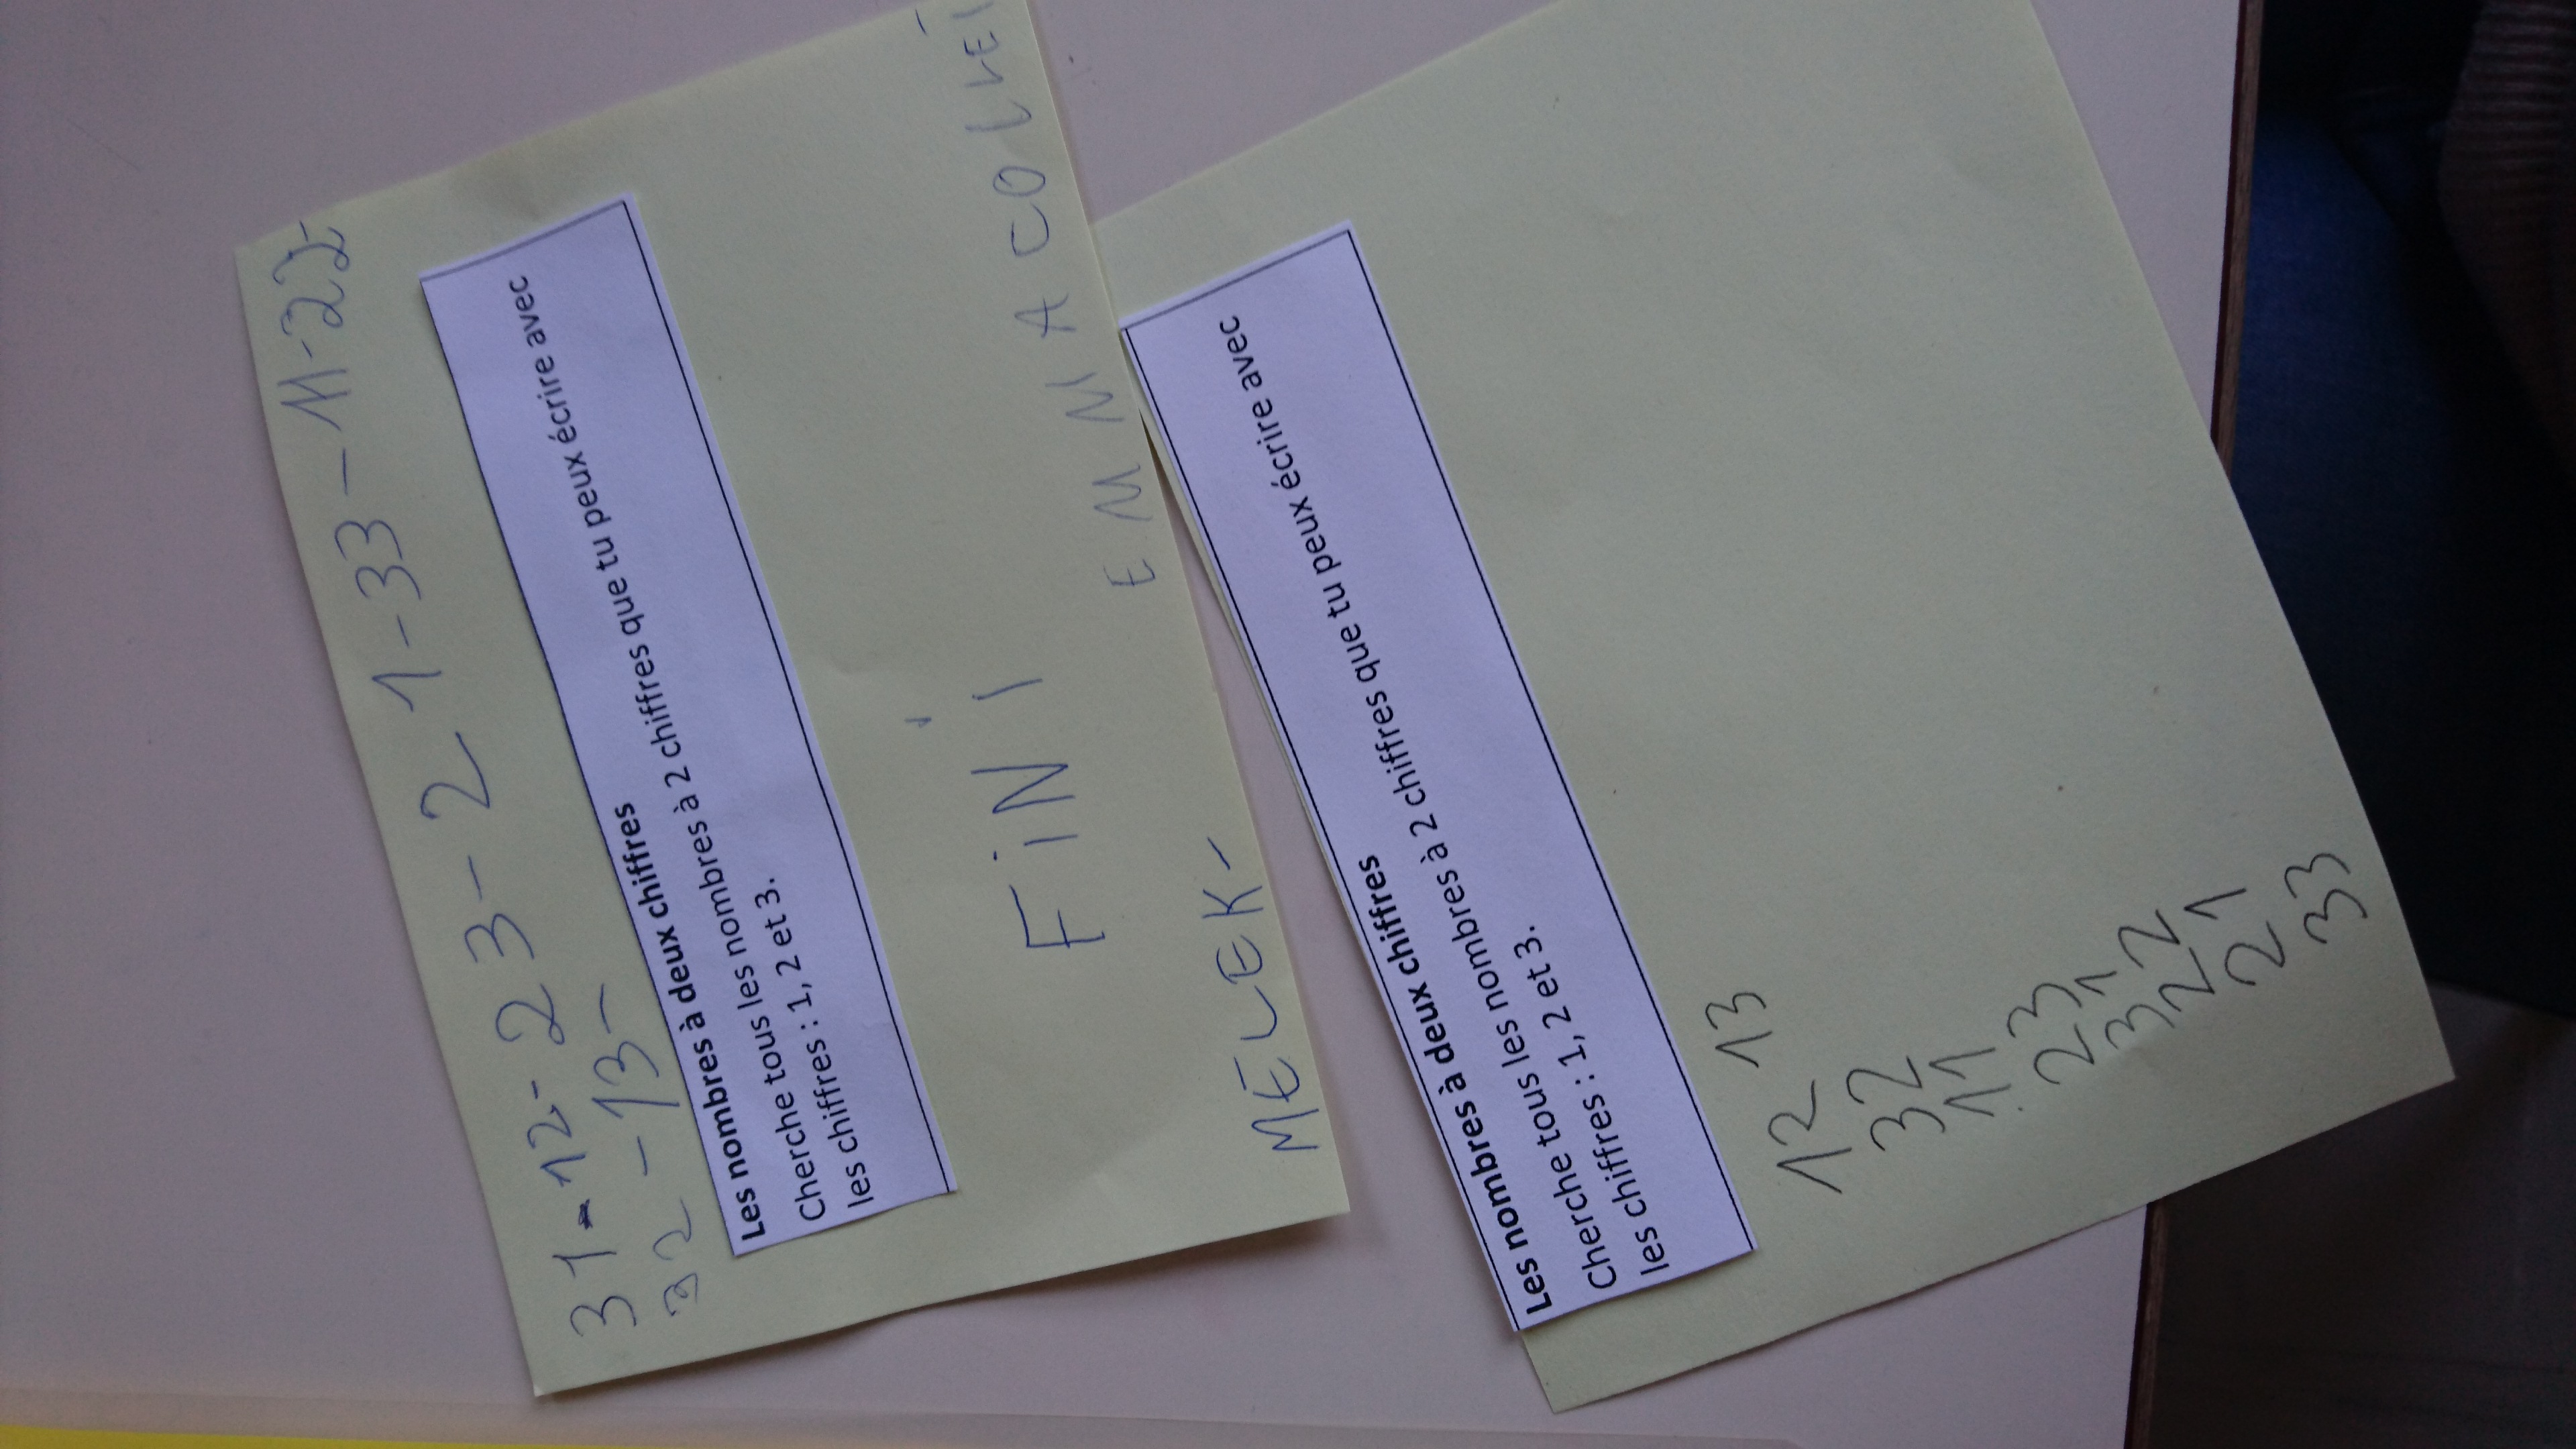 31-12-23-21-33-11-22-
32-13-
Les nombres à deux chiffres
Cherche tous les nombres à 2 chiffres que tu peux écrire avec
les chiffres : 1, 2 et 3.
FiNi
MELEK-
EMMA
Les nombres à deux chiffres
Cherche tous les nombres à 2 chiffres que tu peux écrire avec
les chiffres : 1, 2 et 3.
12 13
32
11
23
31
22
21
33